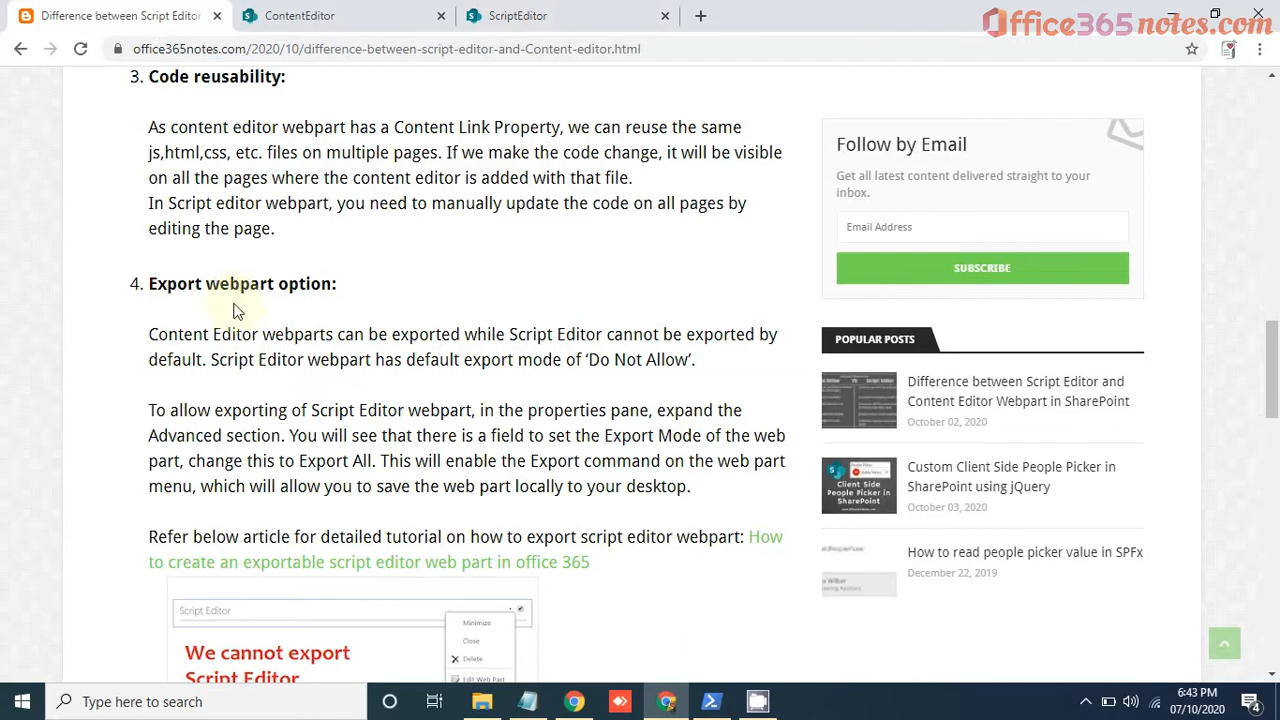 Difference between Script Editor
ContentEditor
ScriptEditor
Office365notes.com
office365notes.com/2020/10/difference-between-script-editor-and-Content-editor.html
3. Code reusability:
As content editor webpart has a Content Link Property, we can reuse the same
js,html,css, etc. files on multiple pages. If we make the code change, it will be visible
on all the pages where the content editor is added with that file.
In Script editor webpart, you need to manually update the code on all pages by
editing the page.
4. Export webpart option:
Content Editor webparts can be exported while Script Editor cannot be exported by
default. Script Editor webpart has default export mode of ‘Do Not Allow’.
To allow exporting of Script Editor webpart, in the properties pane, expand the
Advanced section. You will see that there is a field to set the Export Mode of the web
part, change this to Export All. This will enable the Export command on the web part
menu, which will allow you to save the web part locally to your desktop.
Refer below article for detailed tutorial on how to export script editor webpart: How
to create an exportable script editor web part in office 365
Script Editor
Minimize
Close
Delete
Edit Web Part
We cannot export
Script Editor
Follow by Email
Get all latest content delivered straight to your
inbox.
Email Address
SUBSCRIBE
POPULAR POSTS
Difference between Script Editor and
Content Editor Webpart in SharePoint
October 02, 2020
Client Side
People Picker
in SharePoint
Custom Client Side People Picker in
SharePoint using jQuery
October 03, 2020
How to read people picker value in SPFx
December 22, 2019
Type here to search
6:43 PM
07/10/2020
4